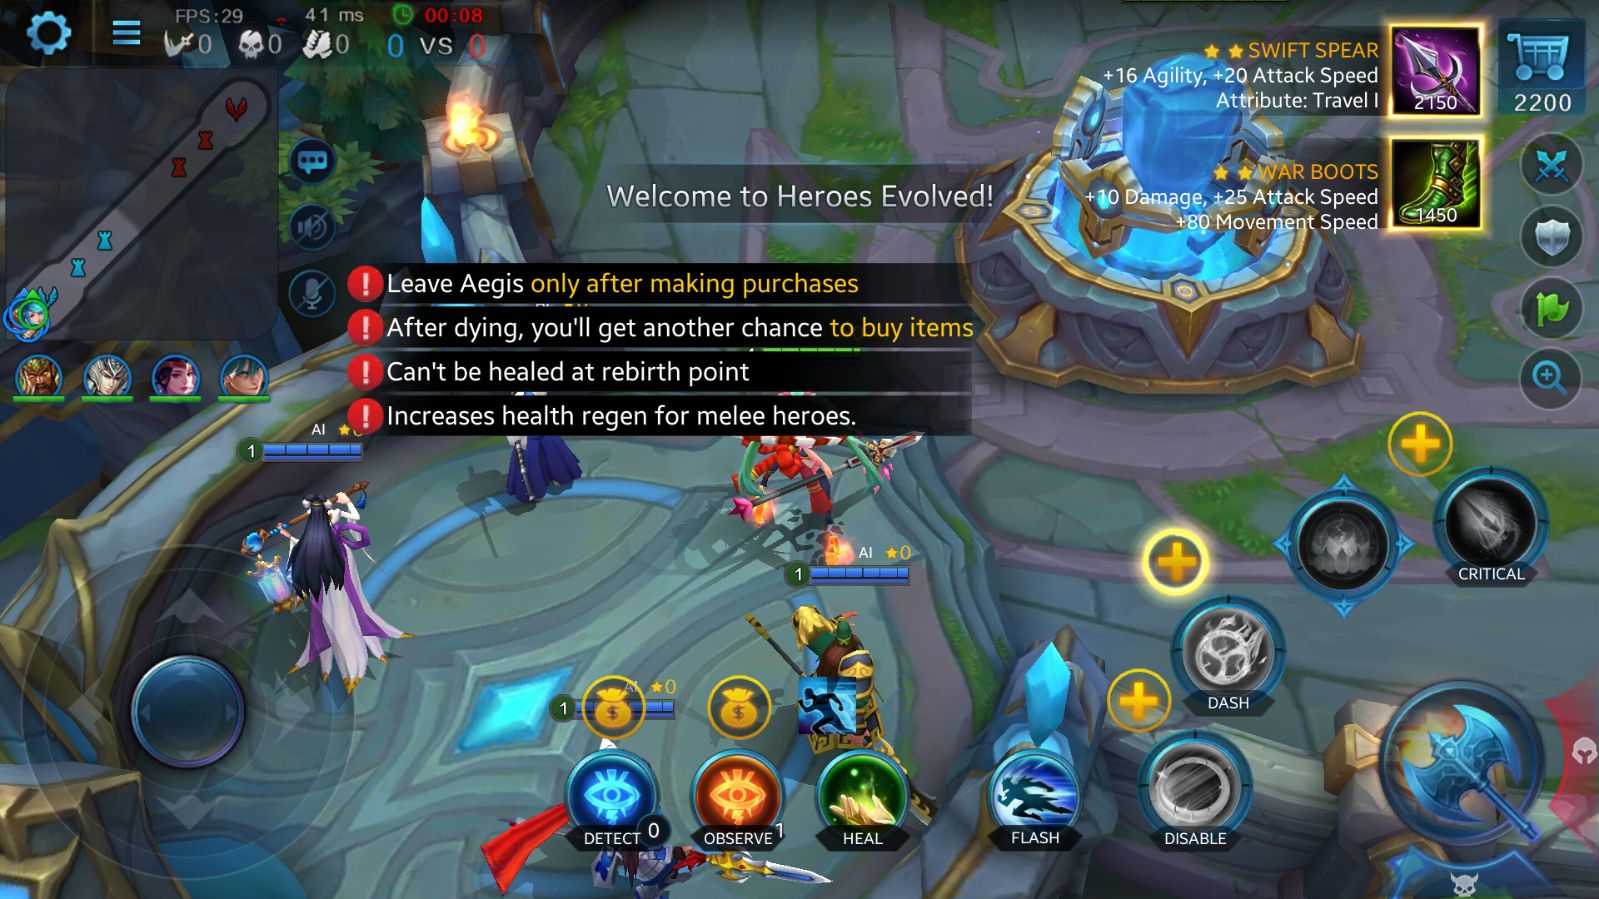 FPS:29
41 ms
00:08
0
0
0
0 VS 0
SWIFT SPEAR
+16 Agility, +20 Attack Speed
Attribute: Travel I
2150
2200
WAR BOOTS
+10 Damage, +25 Attack Speed
+80 Movement Speed
1450
Welcome to Heroes Evolved!
! Leave Aegis only after making purchases
! After dying, you'll get another chance to buy items
! Can't be healed at rebirth point
! Increases health regen for melee heroes.
AI
1
AI 0
1
AI 0
1
CRITICAL
DASH
DETECT 0
OBSERVE 1
HEAL
FLASH
DISABLE